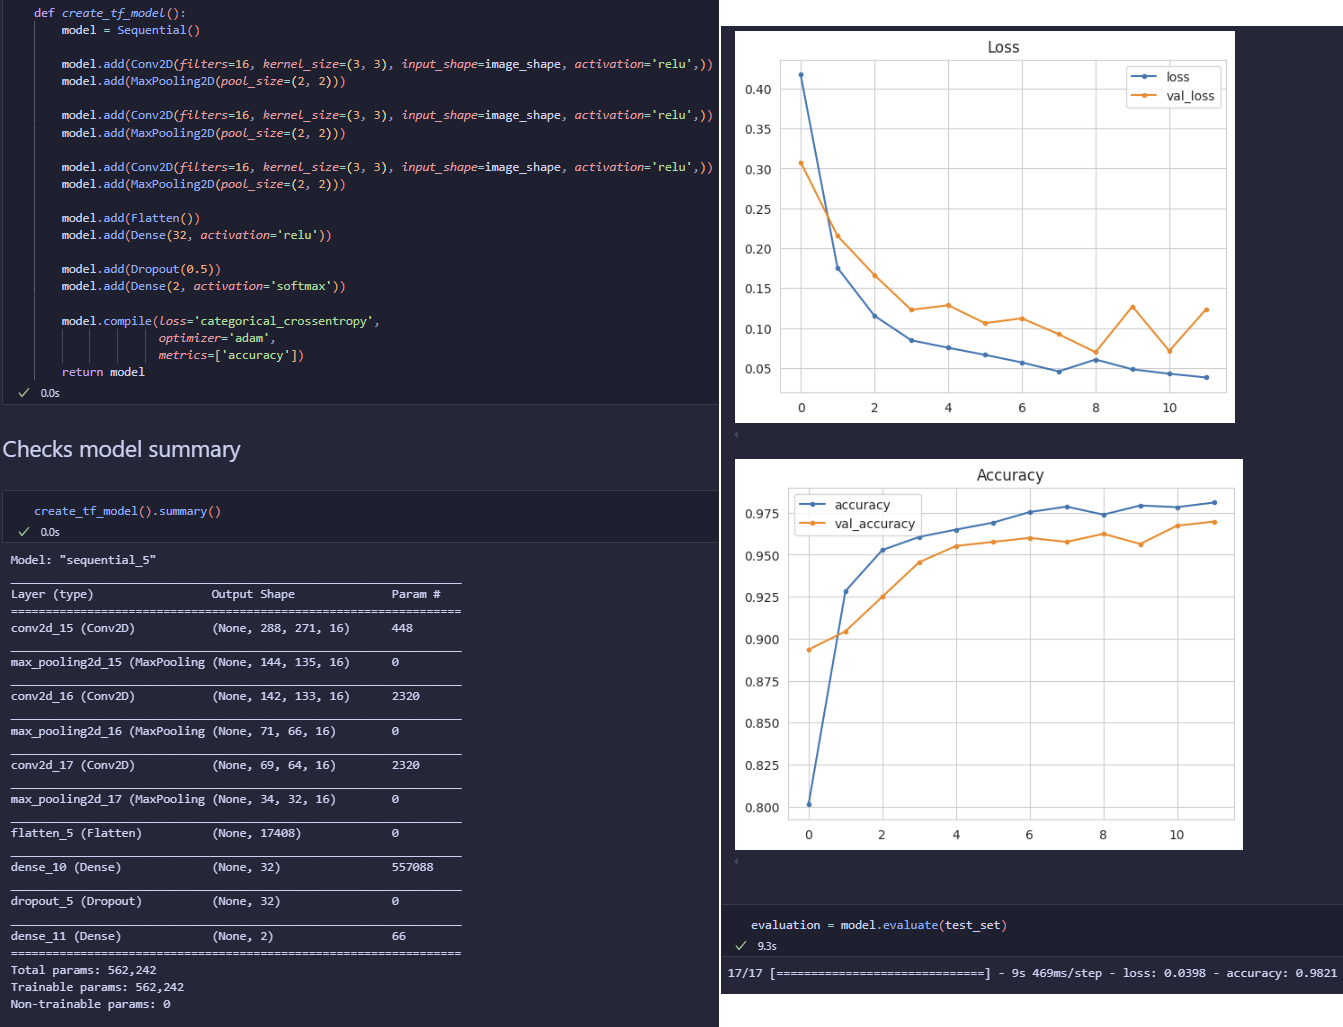 def create_tf_model():
model = Sequential()
model.add(Conv2D(filters=16, kernel_size=(3, 3), input_shape=image_shape, activation='relu',))
model.add(MaxPooling2D(pool_size=(2, 2)))
model.add(Conv2D(filters=16, kernel_size=(3, 3), input_shape=image_shape, activation='relu',))
model.add(MaxPooling2D(pool_size=(2, 2)))
model.add(Conv2D(filters=16, kernel_size=(3, 3), input_shape=image_shape, activation='relu',))
model.add(MaxPooling2D(pool_size=(2, 2)))
model.add(Flatten())
model.add(Dense(32, activation='relu'))
model.add(Dropout(0.5))
model.add(Dense(2, activation='softmax'))
model.compile(loss='categorical_crossentropy',
optimizer='adam',
metrics=['accuracy'])
return model
✓ 0.0s
Checks model summary
create_tf_model().summary()
✓ 0.0s
Model: "sequential_5"
_________________________________________________________________
Layer (type) Output Shape Param #
=================================================================
conv2d_15 (Conv2D) (None, 288, 271, 16) 448
_________________________________________________________________
max_pooling2d_15 (MaxPooling (None, 144, 135, 16) 0
_________________________________________________________________
conv2d_16 (Conv2D) (None, 142, 133, 16) 2320
_________________________________________________________________
max_pooling2d_16 (MaxPooling (None, 71, 66, 16) 0
_________________________________________________________________
conv2d_17 (Conv2D) (None, 69, 64, 16) 2320
_________________________________________________________________
max_pooling2d_17 (MaxPooling (None, 34, 32, 16) 0
_________________________________________________________________
flatten_5 (Flatten) (None, 17408) 0
_________________________________________________________________
dense_10 (Dense) (None, 32) 557088
_________________________________________________________________
dropout_5 (Dropout) (None, 32) 0
_________________________________________________________________
dense_11 (Dense) (None, 2) 66
=================================================================
Total params: 562,242
Trainable params: 562,242
Non-trainable params: 0
Loss
loss
val_loss
0.40
0.35
0.30
0.25
0.20
0.15
0.10
0.05
0 2 4 6 8 10
Accuracy
accuracy
val_accuracy
0.975
0.950
0.925
0.900
0.875
0.850
0.825
0.800
0 2 4 6 8 10
evaluation = model.evaluate(test_set)
✓ 9.3s
17/17 [==============================] - 9s 469ms/step - loss: 0.0398 - accuracy: 0.9821